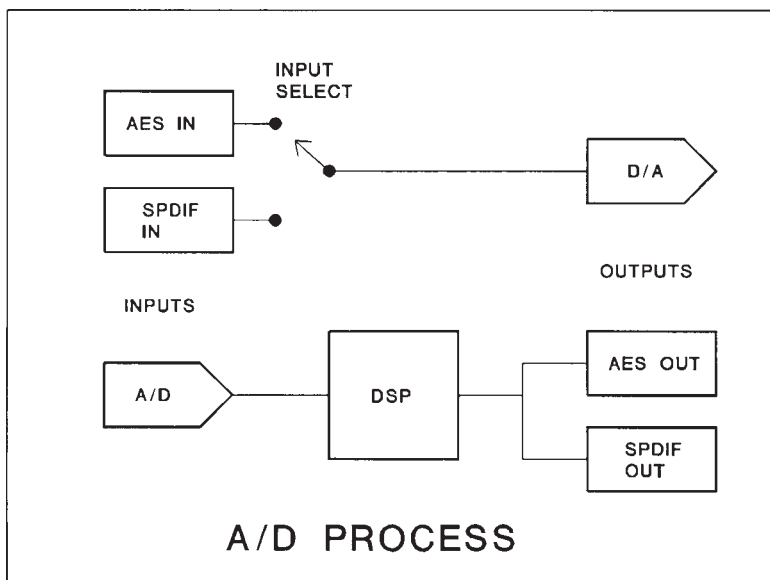 INPUT
SELECT
AES IN
D/A
SPDIF
IN
OUTPUTS
INPUTS
A/D
DSP
AES OUT
SPDIF
OUT
A/D PROCESS